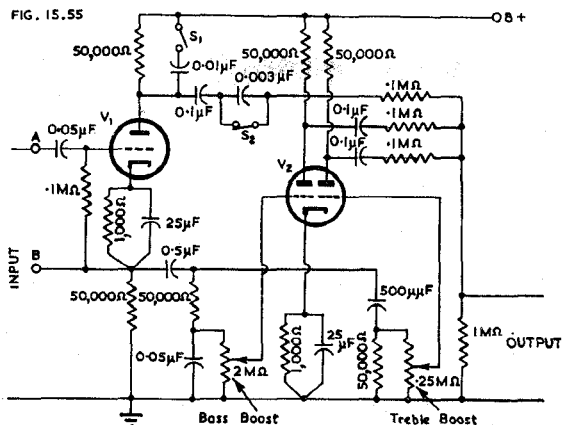 FIG. 15.55
B+
50,000Ω
S1
0·01μF
0·003μF
50,000Ω
50,000Ω
0·1μF
S2
·1MΩ
V1
A
0·05μF
0·1μF
·1MΩ
0·1μF
·1MΩ
V2
·1MΩ
1,000Ω
25μF
INPUT
B
0·5μF
500μμF
50,000Ω
50,000Ω
0·05μF
2MΩ
1,000Ω
25
μF
50,000Ω
·25MΩ
1MΩ
OUTPUT
Bass Boost
Treble Boost